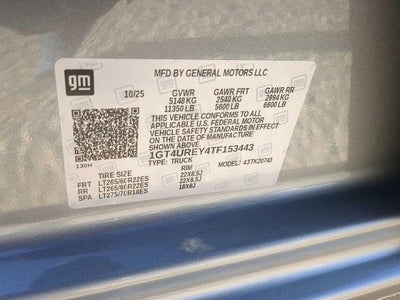 gm
MFD BY GENERAL MOTORS LLC
10/25 GVWR GAWR FRT GAWR RR
5148 KG 2540 KG 2994 KG
11350 LB 5600 LB 6600 LB
THIS VEHICLE CONFORMS TO ALL
APPLICABLE U.S. FEDERAL MOTOR
VEHICLE SAFETY STANDARDS IN EFFECT
ON THE DATE OF MANUFACTURE SHOWN ABOVE.
1GT4UREY4TF153443
130H TYPE: TRUCK MODEL: 43TK20743
TIRE SIZE RIM
FRT LT265/60R22ES 22X8.5J
RR LT265/60R22ES 22X8.5J
SPA LT275/70R18ES 18X8J